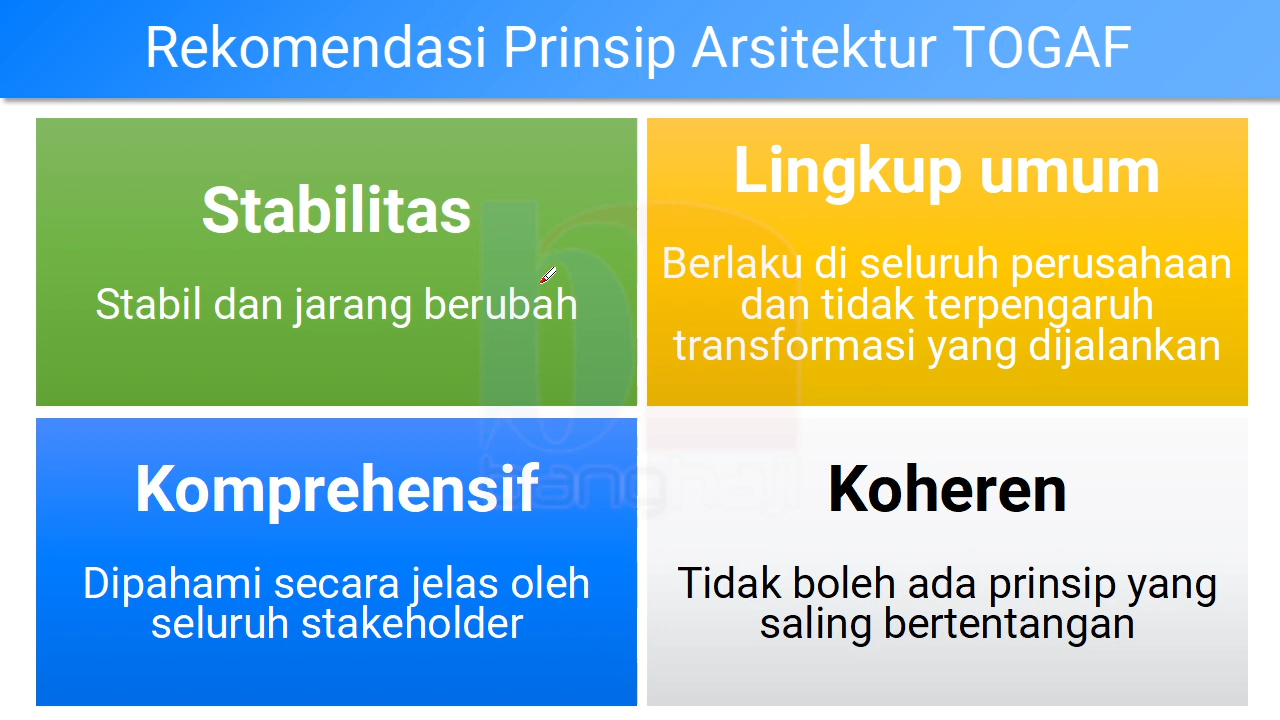 Rekomendasi Prinsip Arsitektur TOGAF
Stabilitas
Stabil dan jarang berubah
Lingkup umum
Berlaku di seluruh perusahaan
dan tidak terpengaruh
transformasi yang dijalankan
Komprehensif
Dipahami secara jelas oleh
seluruh stakeholder
Koheren
Tidak boleh ada prinsip yang
saling bertentangan
banghaji